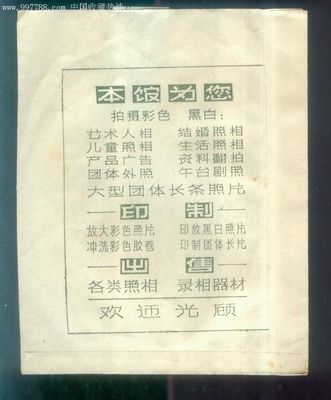 www.997788.com 中国收藏热线
本馆为您
拍摄彩色 黑白:
艺术人相 结婚照相
儿童照相 生活照相
产品广告 资料翻拍
团体外照 午台剧照
大型团体长条照片
印 制
放大彩色照片 印放黑白照片
冲洗彩色胶卷 印制团体长片
出 售
各类照相 录相器材
欢迎光顾